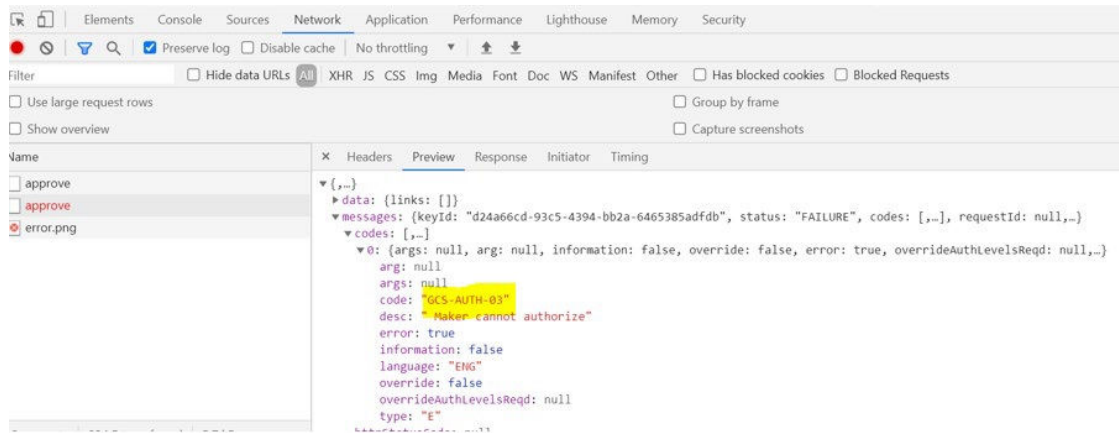 Elements Console Sources Network Application Performance Lighthouse Memory Security
Preserve log Disable cache No throttling
Filter Hide data URLs All XHR JS CSS Img Media Font Doc WS Manifest Other Has blocked cookies Blocked Requests
Use large request rows Group by frame
Show overview Capture screenshots
Name × Headers Preview Response Initiator Timing
approve
approve
error.png
▼{,…}
▶data: {links: []}
▼messages: {keyId: "d24a66cd-93c5-4394-bb2a-6465385adfdb", status: "FAILURE", codes: [,…], requestId: null,…}
▼codes: [,…]
▼0: {args: null, arg: null, information: false, override: false, error: true, overrideAuthLevelsReqd: null,…}
arg: null
args: null
code: "GCS-AUTH-03"
desc: " Maker cannot authorize"
error: true
information: false
language: "ENG"
override: false
overrideAuthLevelsReqd: null
type: "E"